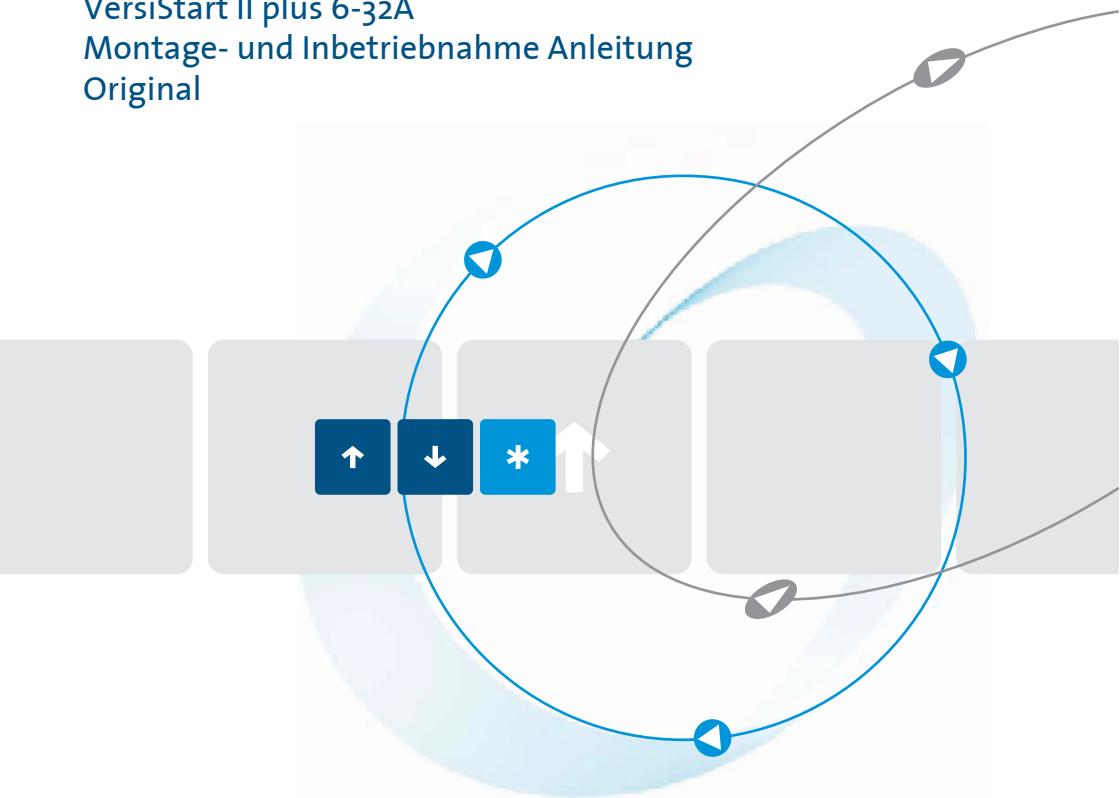 VersiStart II plus 6-32A
Montage- und Inbetriebnahme Anleitung
Original